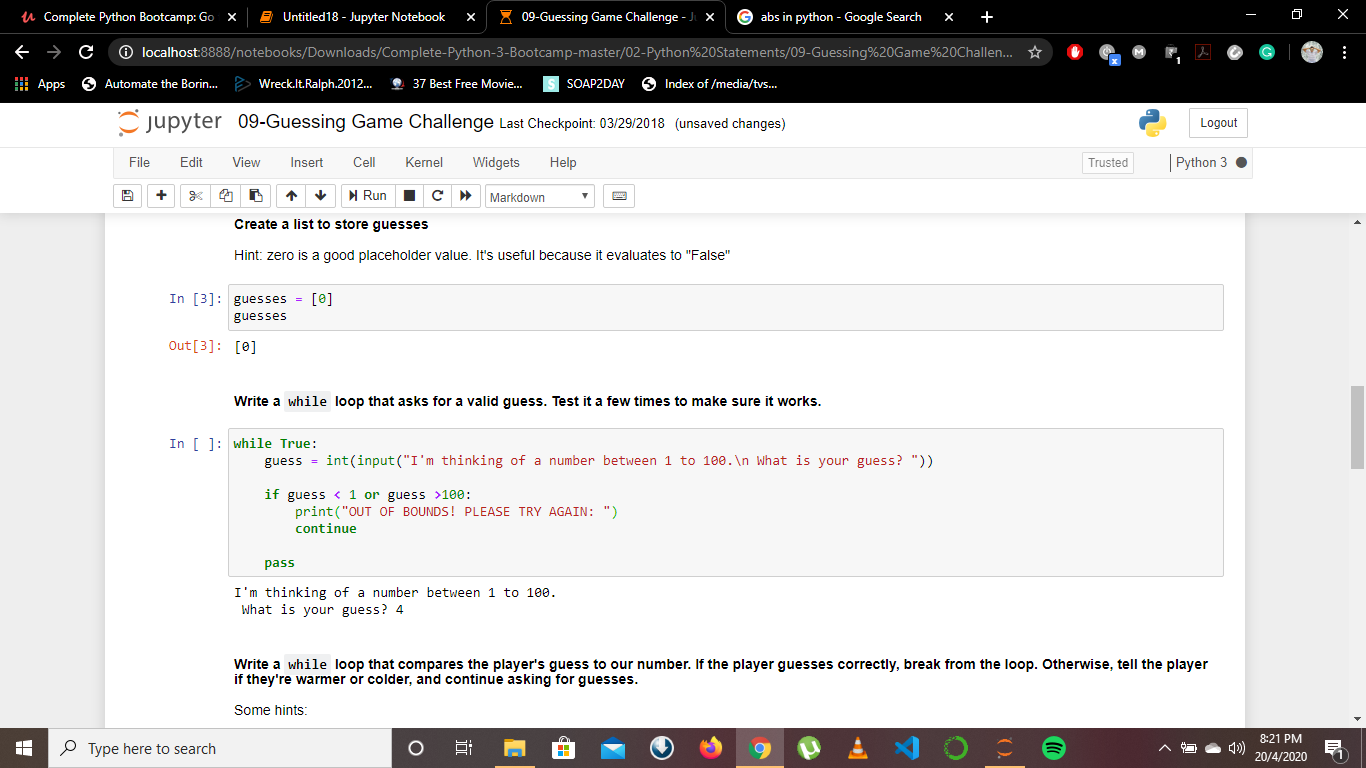 Complete Python Bootcamp: Go
Untitled18 - Jupyter Notebook
09-Guessing Game Challenge - J
abs in python - Google Search
localhost:8888/notebooks/Downloads/Complete-Python-3-Bootcamp-master/02-Python%20Statements/09-Guessing%20Game%20Challen...
Apps
Automate the Borin...
Wreck.It.Ralph.2012...
37 Best Free Movie...
SOAP2DAY
Index of /media/tvs...
jupyter 09-Guessing Game Challenge Last Checkpoint: 03/29/2018 (unsaved changes)
Logout
File Edit View Insert Cell Kernel Widgets Help
Trusted
Python 3
Run
Markdown
Create a list to store guesses
Hint: zero is a good placeholder value. It's useful because it evaluates to "False"
In [3]: guesses = [0]
guesses
Out[3]: [0]
Write a while loop that asks for a valid guess. Test it a few times to make sure it works.
In [ ]: while True:
guess = int(input("I'm thinking of a number between 1 to 100.\n What is your guess? "))
if guess < 1 or guess >100:
print("OUT OF BOUNDS! PLEASE TRY AGAIN: ")
continue
pass
I'm thinking of a number between 1 to 100.
What is your guess? 4
Write a while loop that compares the player's guess to our number. If the player guesses correctly, break from the loop. Otherwise, tell the player
if they're warmer or colder, and continue asking for guesses.
Some hints:
Type here to search
8:21 PM
20/4/2020
1